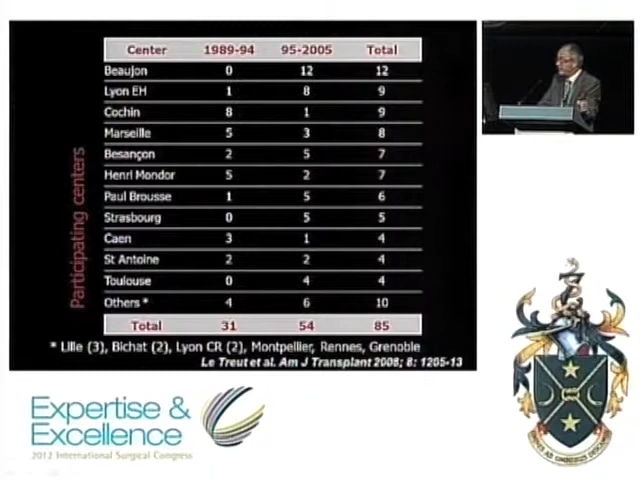 Center 1989-94 95-2005 Total
Beaujon 0 12 12
Lyon EH 1 8 9
Cochin 8 1 9
Marseille 5 3 8
Besançon 2 5 7
Henri Mondor 5 2 7
Paul Brousse 1 5 6
Strasbourg 0 5 5
Caen 3 1 4
St Antoine 2 2 4
Toulouse 0 4 4
Others * 4 6 10
Total 31 54 85
Participating centers
* Lille (3), Bichat (2), Lyon CR (2), Montpellier, Rennes, Grenoble
Le Treut et al. Am J Transplant 2008; 8: 1205-13
Expertise &
Excellence
2012 International Surgical Congress